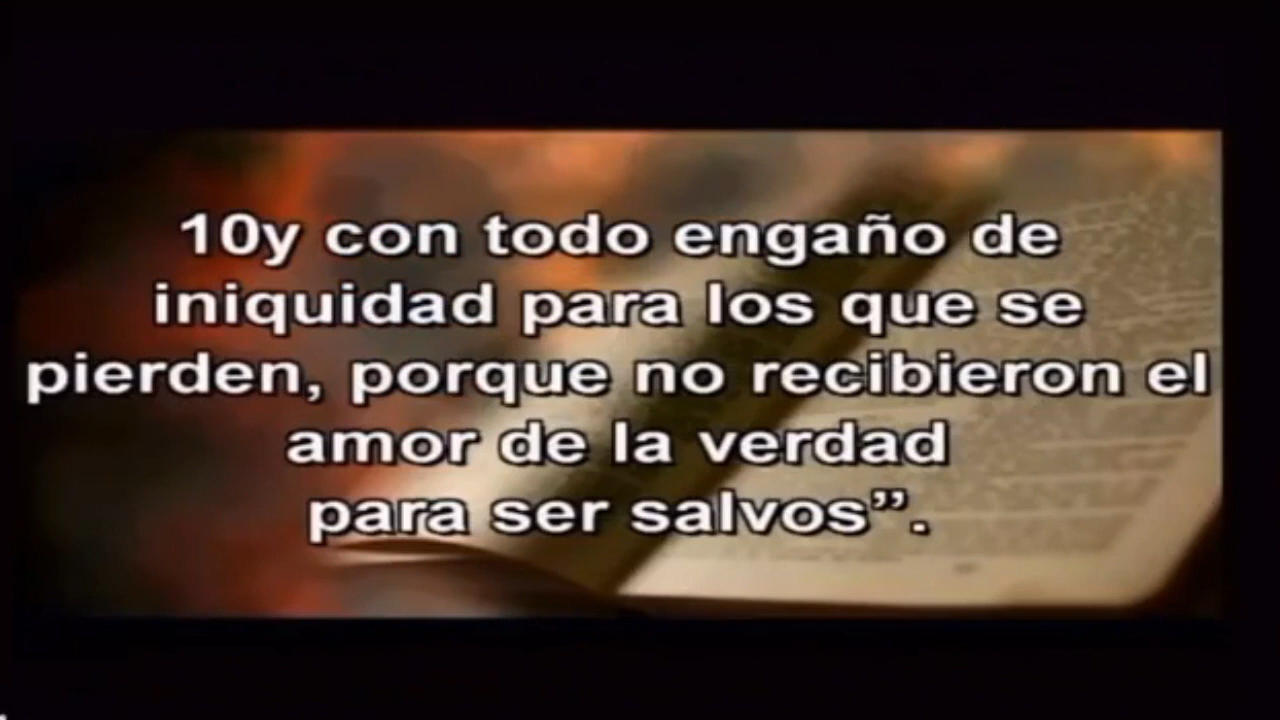 10y con todo engaño de
iniquidad para los que se
pierden, porque no recibieron el
amor de la verdad
para ser salvos”.